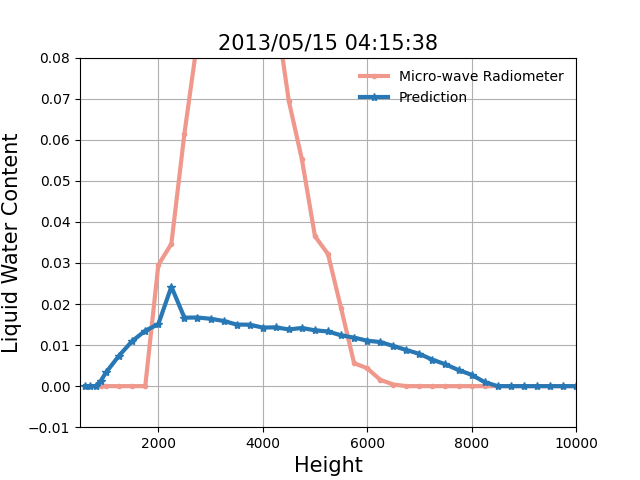 2013/05/15 04:15:38
0.08
0.07
0.06
0.05
0.04
0.03
0.02
0.01
0.00
−0.01
Liquid Water Content
Micro-wave Radiometer
Prediction
2000 4000 6000 8000 10000
Height